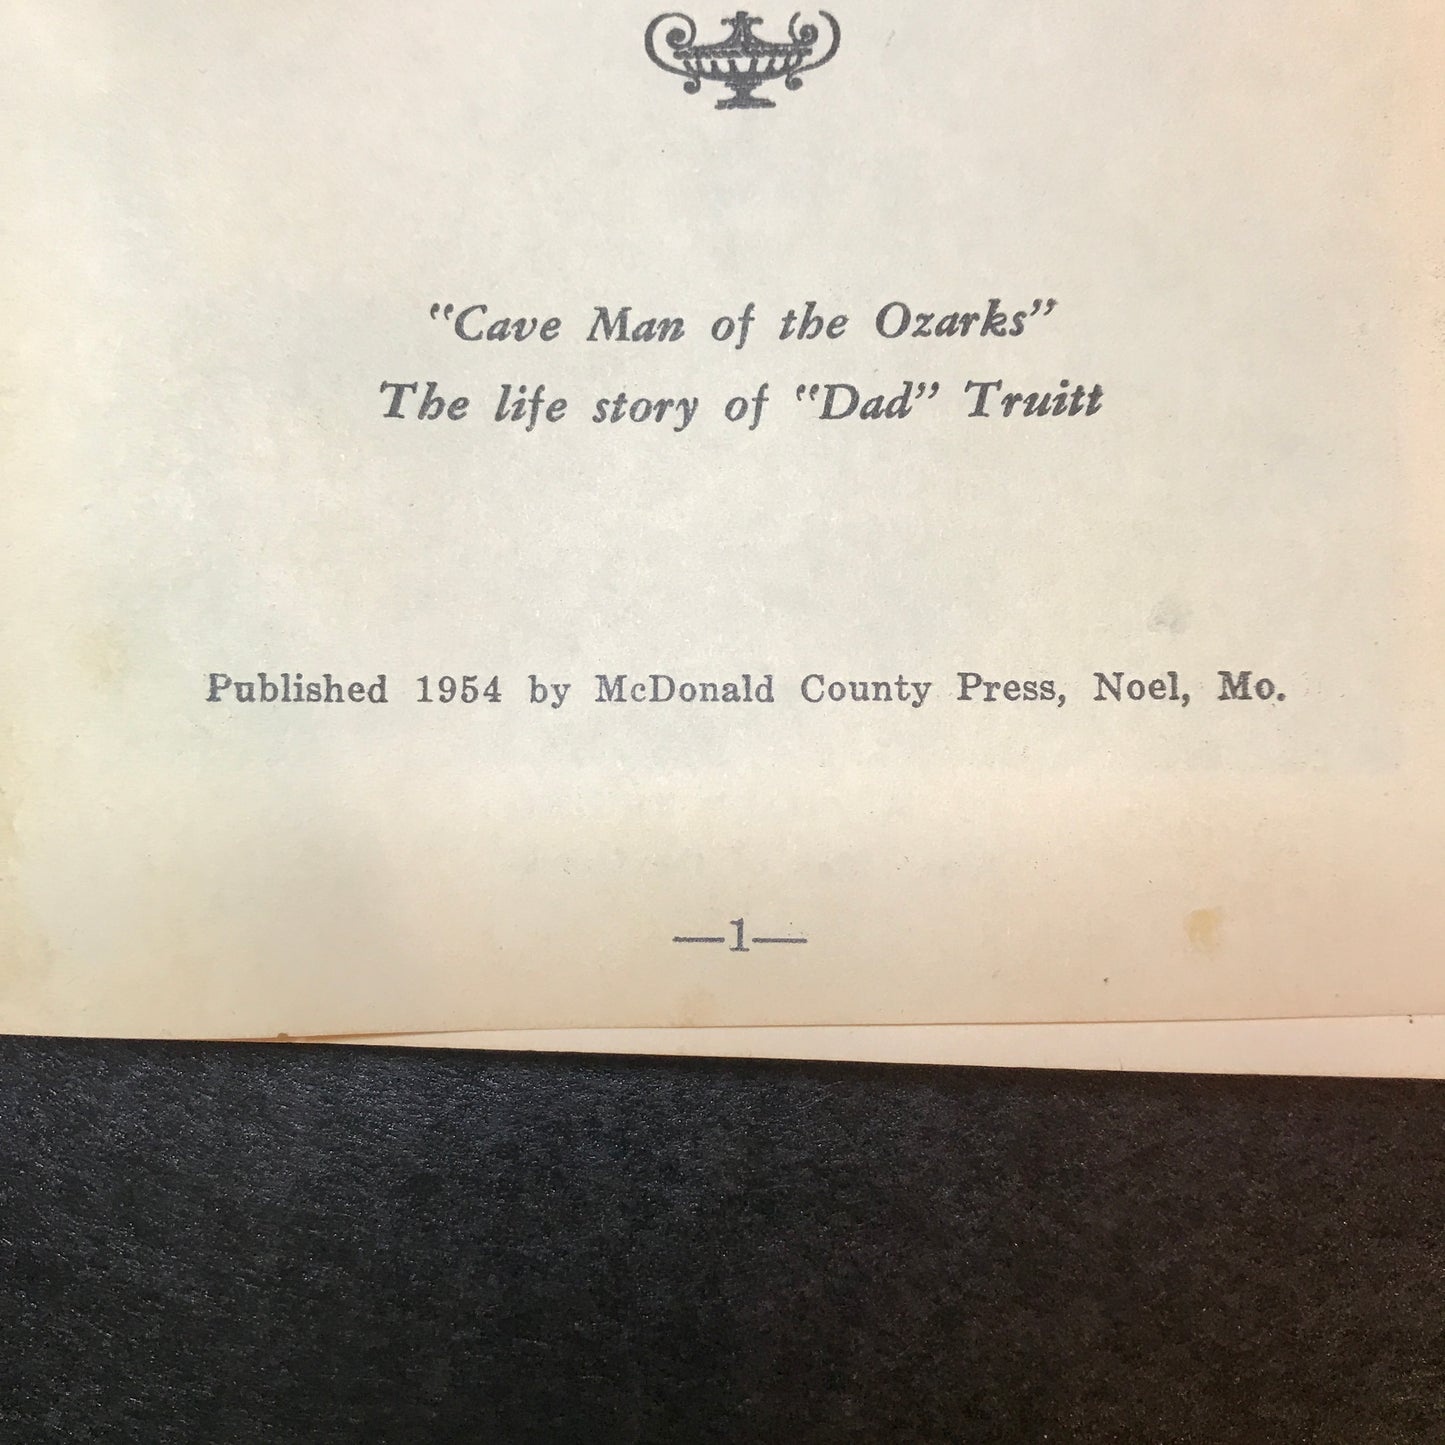 "Cave Man of the Ozarks"
The life story of "Dad" Truitt
Published 1954 by McDonald County Press, Noel, Mo.
—1—